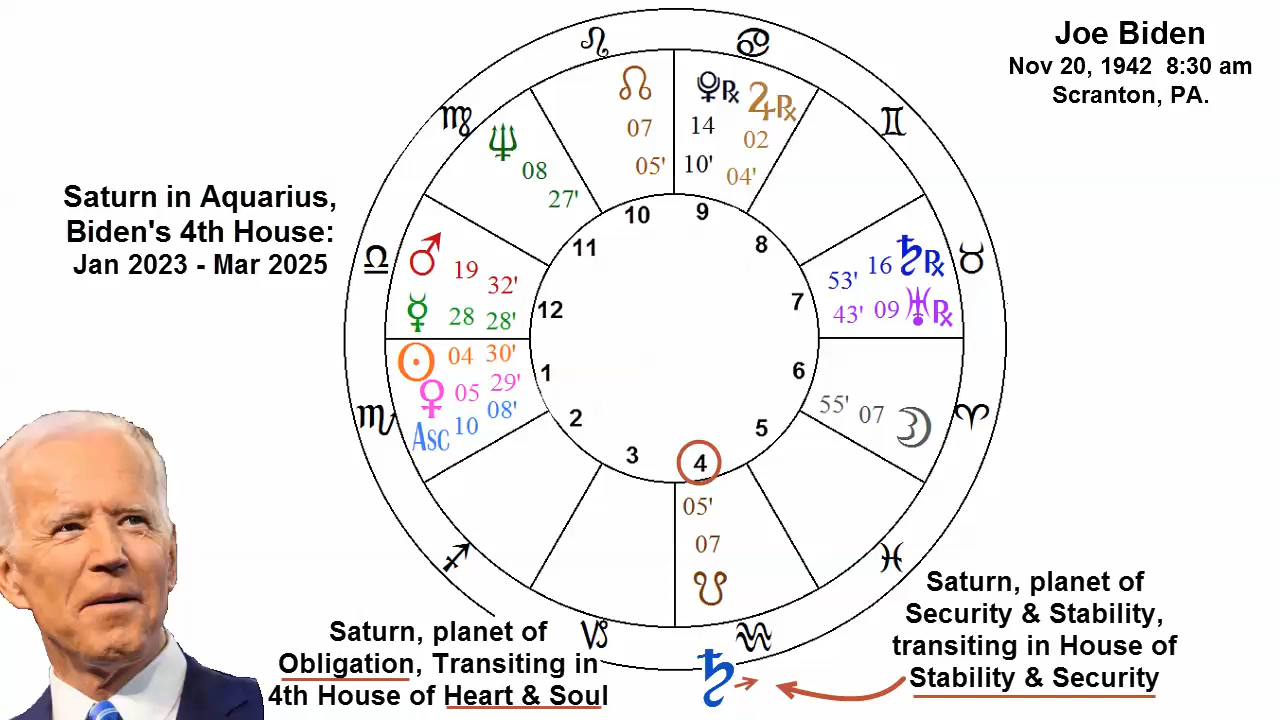 Joe Biden
Nov 20, 1942 8:30 am
Scranton, PA.
Saturn in Aquarius,
Biden's 4th House:
Jan 2023 - Mar 2025
♌
♋
♍
♊
♎
♉
♏
♈
♐
♓
♑
♒
☊
07
05'
♇℞
14
10'
♃℞
02
04'
♆
08
27'
♂ 19 32'
☿ 28 28'
☉ 04 30'
♀ 05 29'
Asc 10 08'
53' 16 ♄℞
43' 09 ♅℞
55' 07 ☽
10
9
11
8
12
7
1
6
2
5
3
4
05'
07
☋
Saturn, planet of
Obligation, Transiting in
4th House of Heart & Soul
♄
Saturn, planet of
Security & Stability,
transiting in House of
Stability & Security